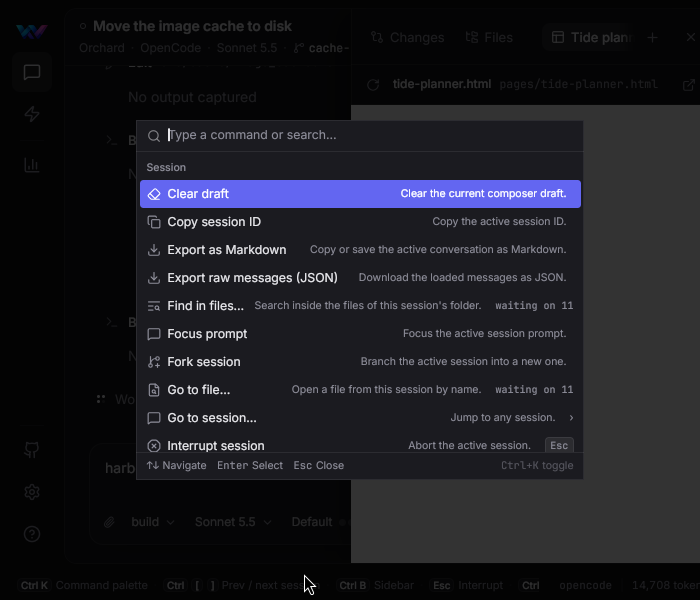 Move the image cache to disk
Orchard · OpenCode · Sonnet 5.5 cache-
Changes Files Tide plan
tide-planner.html pages/tide-planner.html
No output captured
Type a command or search...
Session
Clear draft Clear the current composer draft.
Copy session ID Copy the active session ID.
Export as Markdown Copy or save the active conversation as Markdown.
Export raw messages (JSON) Download the loaded messages as JSON.
Find in files... Search inside the files of this session's folder. waiting on 11
Focus prompt Focus the active session prompt.
Fork session Branch the active session into a new one.
Go to file... Open a file from this session by name. waiting on 11
Go to session... Jump to any session. ›
Interrupt session Abort the active session. Esc
↑↓ Navigate Enter Select Esc Close Ctrl+K toggle
Wo
harb
build Sonnet 5.5 Default
Ctrl K Command palette Ctrl [ ] Prev / next sess Ctrl B Sidebar Esc Interrupt Ctrl opencode 14,708 token